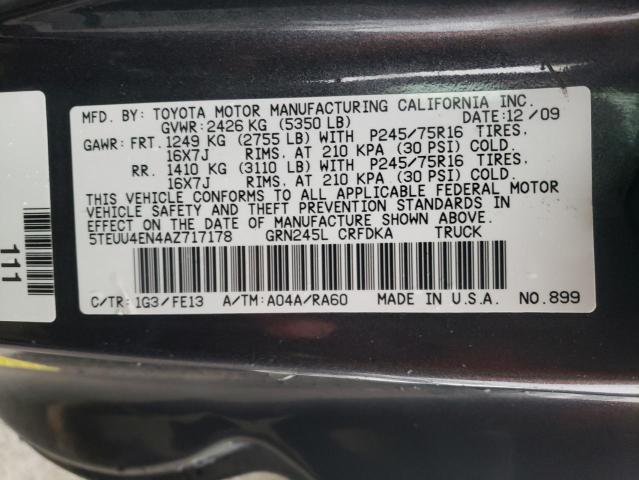 MFD. BY: TOYOTA MOTOR MANUFACTURING CALIFORNIA INC.
GVWR: 2426 KG (5350 LB) DATE: 12/09
GAWR: FRT. 1249 KG (2755 LB) WITH P245/75R16 TIRES.
16X7J RIMS. AT 210 KPA (30 PSI) COLD.
RR. 1410 KG (3110 LB) WITH P245/75R16 TIRES.
16X7J RIMS. AT 210 KPA (30 PSI) COLD.
THIS VEHICLE CONFORMS TO ALL APPLICABLE FEDERAL MOTOR
VEHICLE SAFETY AND THEFT PREVENTION STANDARDS IN
EFFECT ON THE DATE OF MANUFACTURE SHOWN ABOVE.
5TEUU4EN4AZ717178 GRN245L CRFDKA TRUCK
C/TR: 1G3/FE13 A/TM: A04A/RA60 MADE IN U.S.A. NO. 899
111